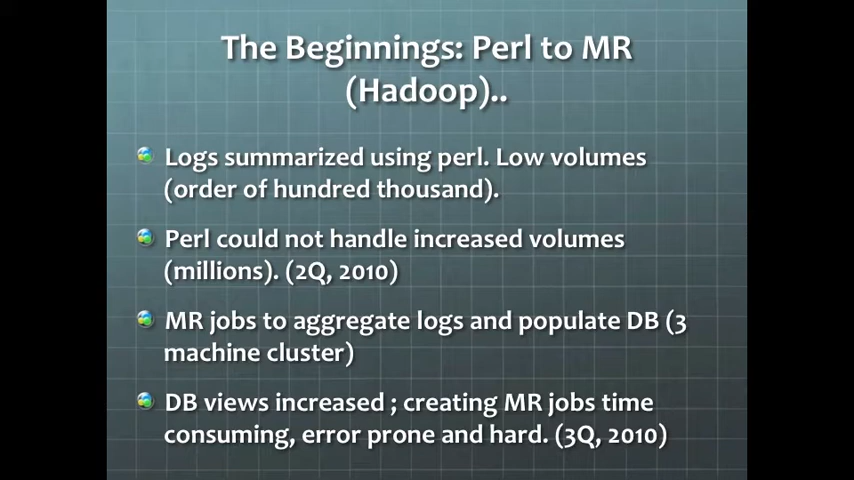 The Beginnings: Perl to MR
(Hadoop)..
Logs summarized using perl. Low volumes
(order of hundred thousand).
Perl could not handle increased volumes
(millions). (2Q, 2010)
MR jobs to aggregate logs and populate DB (3
machine cluster)
DB views increased ; creating MR jobs time
consuming, error prone and hard. (3Q, 2010)